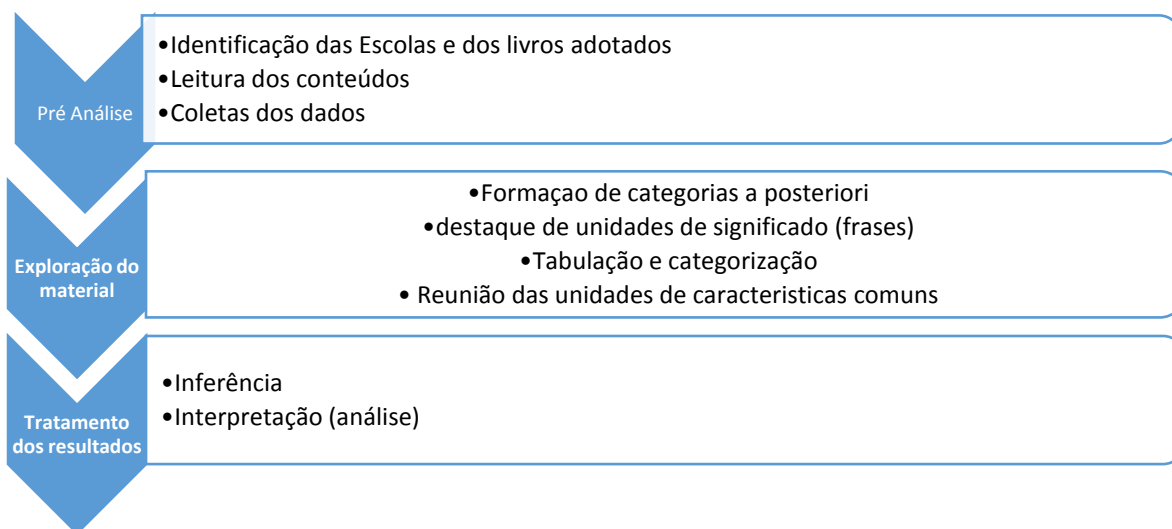 Pré Análise
•Identificação das Escolas e dos livros adotados
•Leitura dos conteúdos
•Coletas dos dados
Exploração do
material
•Formaçao de categorias a posteriori
•destaque de unidades de significado (frases)
•Tabulação e categorização
• Reunião das unidades de caracteristicas comuns
Tratamento
dos resultados
•Inferência
•Interpretação (análise)